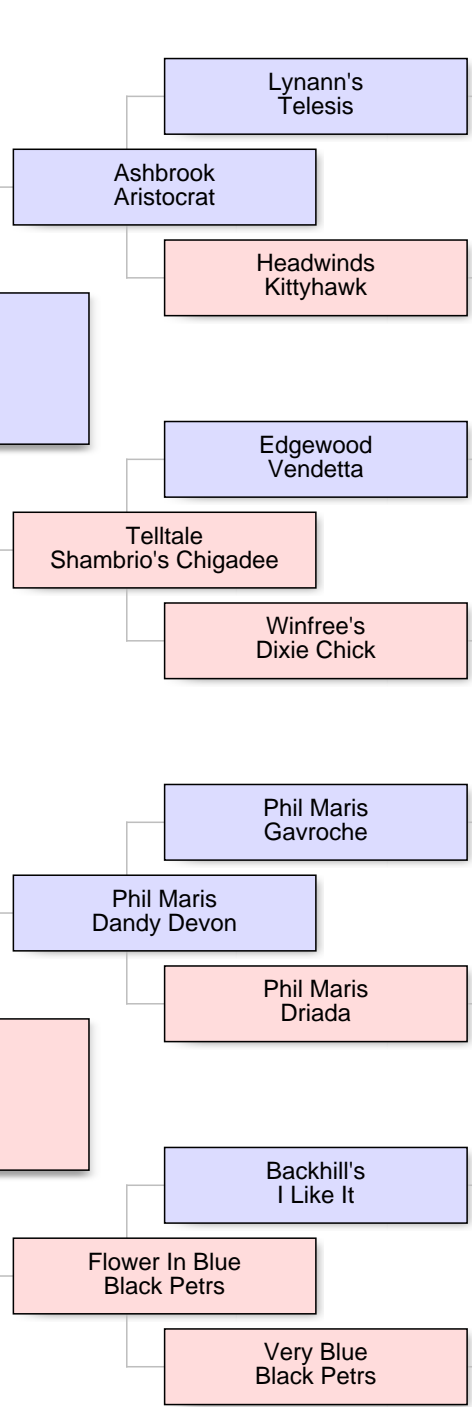 Lynann's
Telesis
Ashbrook
Aristocrat
Headwinds
Kittyhawk
Edgewood
Vendetta
Telltale
Shambrio's Chigadee
Winfree's
Dixie Chick
Phil Maris
Gavroche
Phil Maris
Dandy Devon
Phil Maris
Driada
Backhill's
I Like It
Flower In Blue
Black Petrs
Very Blue
Black Petrs